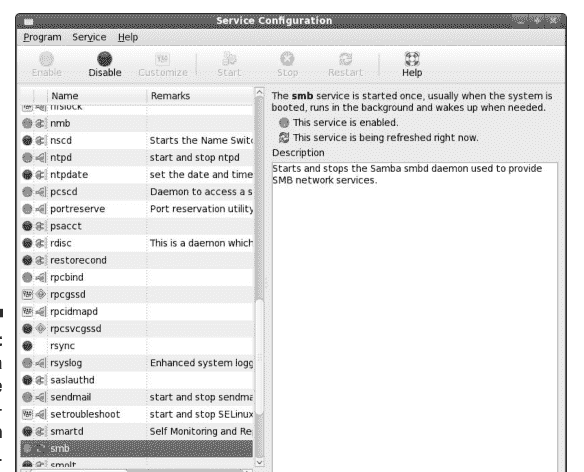 Service Configuration
Program Service Help
Enable Disable Customize Start Stop Restart Help
Name Remarks
nfslock
nmb
nscd Starts the Name Switc
ntpd start and stop ntpd
ntpdate set the date and time
pcscd Daemon to access a s
portreserve Port reservation utility
psacct
rdisc This is a daemon which
restorecond
rpcbind
rpcgssd
rpcidmapd
rpcsvcgssd
rsync
rsyslog Enhanced system logg
saslauthd
sendmail start and stop sendma
setroubleshoot start and stop SELinux
smartd Self Monitoring and Re
smb
smolt
The smb service is started once, usually when the system is
booted, runs in the background and wakes up when needed.
This service is enabled.
This service is being refreshed right now.
Description
Starts and stops the Samba smbd daemon used to provide
SMB network services.